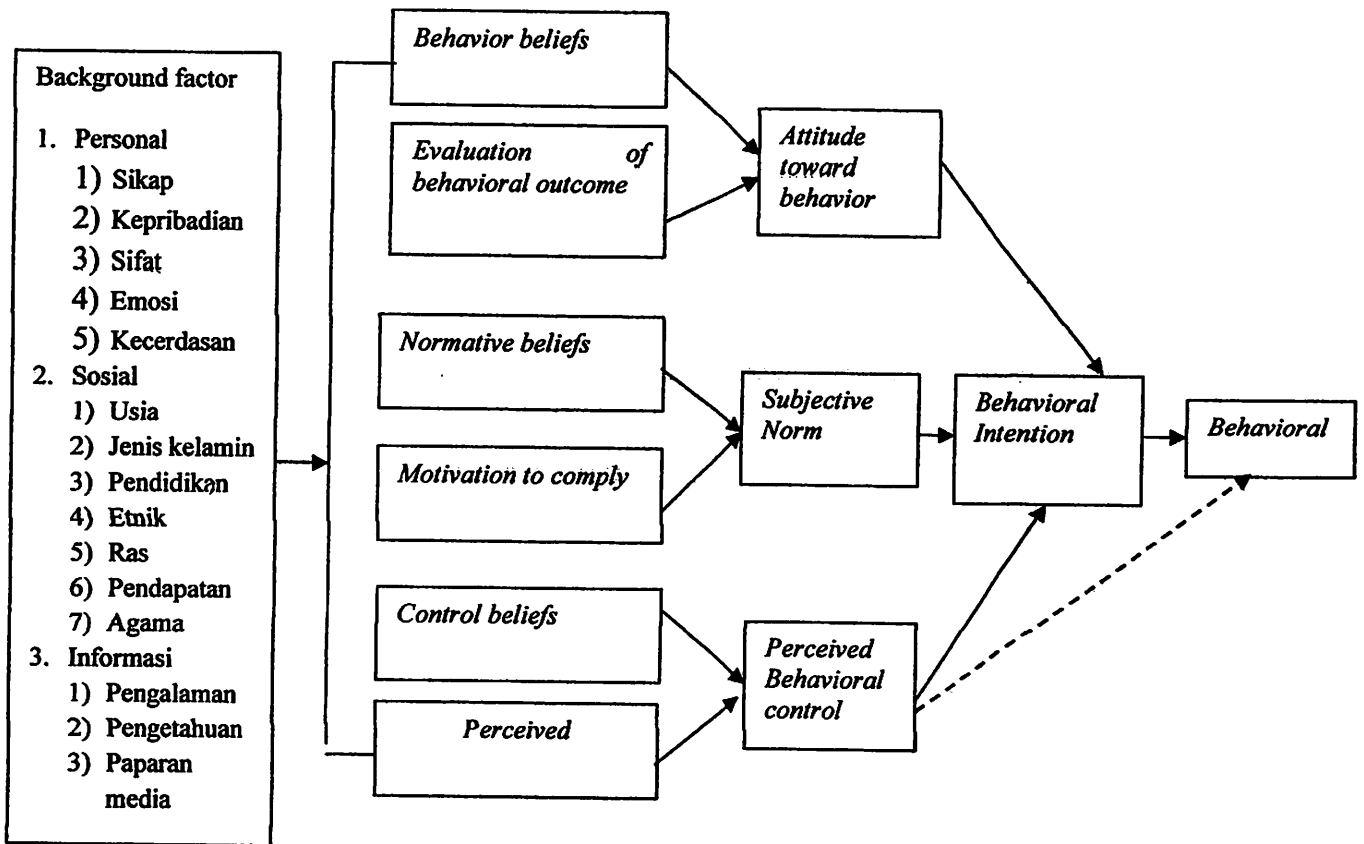 Background factor
1. Personal
1) Sikap
2) Kepribadian
3) Sifat
4) Emosi
5) Kecerdasan
2. Sosial
1) Usia
2) Jenis kelamin
3) Pendidikan
4) Etnik
5) Ras
6) Pendapatan
7) Agama
3. Informasi
1) Pengalaman
2) Pengetahuan
3) Paparan
media
Behavior beliefs
Evaluation of
behavioral outcome
Normative beliefs
Motivation to comply
Control beliefs
Perceived
Attitude
toward
behavior
Subjective
Norm
Perceived
Behavioral
control
Behavioral
Intention
Behavioral